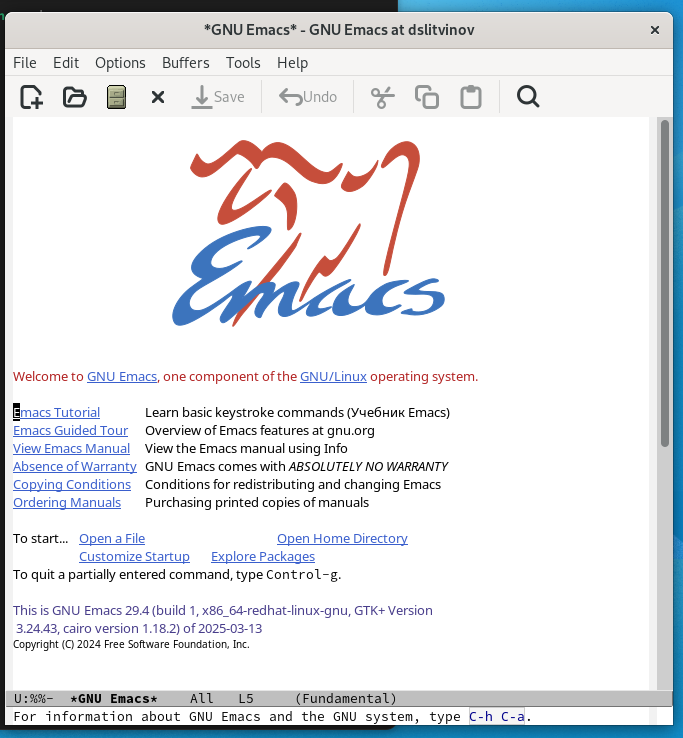 *GNU Emacs* - GNU Emacs at dslitvinov
File Edit Options Buffers Tools Help
Save Undo
Emacs
Welcome to GNU Emacs, one component of the GNU/Linux operating system.
Emacs Tutorial Learn basic keystroke commands (Учебник Emacs)
Emacs Guided Tour Overview of Emacs features at gnu.org
View Emacs Manual View the Emacs manual using Info
Absence of Warranty GNU Emacs comes with ABSOLUTELY NO WARRANTY
Copying Conditions Conditions for redistributing and changing Emacs
Ordering Manuals Purchasing printed copies of manuals
To start... Open a File Open Home Directory
Customize Startup Explore Packages
To quit a partially entered command, type Control-g.
This is GNU Emacs 29.4 (build 1, x86_64-redhat-linux-gnu, GTK+ Version
3.24.43, cairo version 1.18.2) of 2025-03-13
Copyright (C) 2024 Free Software Foundation, Inc.
U:%%- *GNU Emacs* All L5 (Fundamental)
For information about GNU Emacs and the GNU system, type C-h C-a.